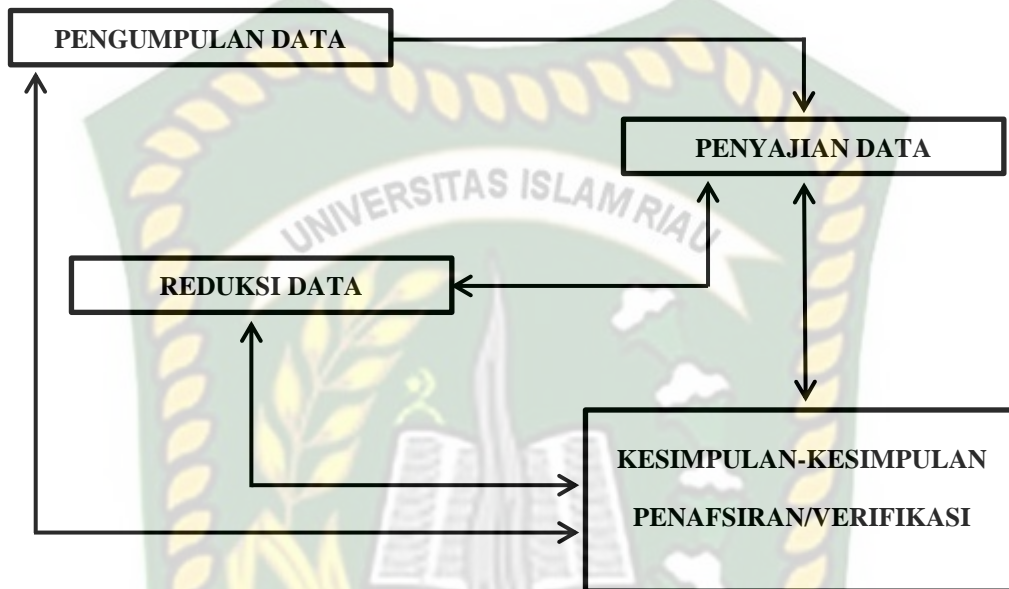 PENGUMPULAN DATA
PENYAJIAN DATA
UNIVERSITAS ISLAM RIAU
REDUKSI DATA
KESIMPULAN-KESIMPULAN
PENAFSIRAN/VERIFIKASI